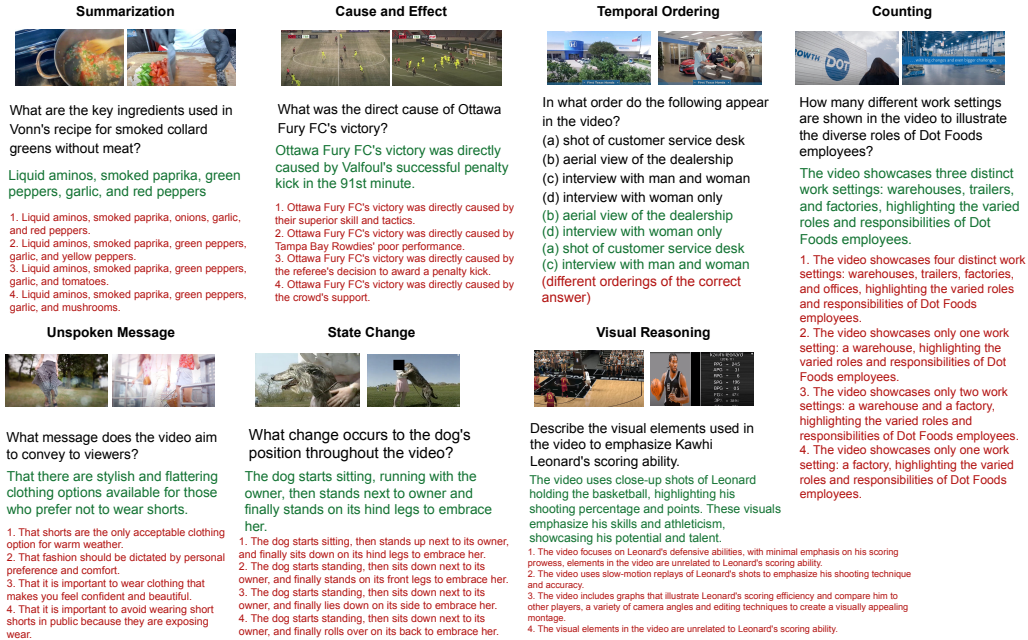 Summarization
What are the key ingredients used in
Vonn's recipe for smoked collard
greens without meat?
Liquid aminos, smoked paprika, green
peppers, garlic, and red peppers
1. Liquid aminos, smoked paprika, onions, garlic,
and red peppers.
2. Liquid aminos, smoked paprika, green peppers,
garlic, and yellow peppers.
3. Liquid aminos, smoked paprika, green peppers,
garlic, and tomatoes.
4. Liquid aminos, smoked paprika, green peppers,
garlic, and mushrooms.
Cause and Effect
What was the direct cause of Ottawa
Fury FC's victory?
Ottawa Fury FC's victory was directly
caused by Valfoul's successful penalty
kick in the 91st minute.
1. Ottawa Fury FC's victory was directly caused by
their superior skill and tactics.
2. Ottawa Fury FC's victory was directly caused by
Tampa Bay Rowdies' poor performance.
3. Ottawa Fury FC's victory was directly caused by
the referee's decision to award a penalty kick.
4. Ottawa Fury FC's victory was directly caused by
the crowd's support.
Temporal Ordering
In what order do the following appear
in the video?
(a) shot of customer service desk
(b) aerial view of the dealership
(c) interview with man and woman
(d) interview with woman only
(b) aerial view of the dealership
(d) interview with woman only
(a) shot of customer service desk
(c) interview with man and woman
(different orderings of the correct
answer)
Counting
OWTH
DOT
with big changes and even bigger challenges
How many different work settings
are shown in the video to illustrate
the diverse roles of Dot Foods
employees?
The video showcases three distinct
work settings: warehouses, trailers,
and factories, highlighting the varied
roles and responsibilities of Dot
Foods employees.
1. The video showcases four distinct work
settings: warehouses, trailers, factories,
and offices, highlighting the varied roles
and responsibilities of Dot Foods
employees.
2. The video showcases only one work
setting: a warehouse, highlighting the
varied roles and responsibilities of Dot
Foods employees.
3. The video showcases only two work
settings: a warehouse and a factory,
highlighting the varied roles and
responsibilities of Dot Foods employees.
4. The video showcases only one work
setting: a factory, highlighting the varied
roles and responsibilities of Dot Foods
employees.
Unspoken Message
What message does the video aim
to convey to viewers?
That there are stylish and flattering
clothing options available for those
who prefer not to wear shorts.
1. That shorts are the only acceptable clothing
option for warm weather.
2. That fashion should be dictated by personal
preference and comfort.
3. That it is important to wear clothing that
makes you feel confident and beautiful.
4. That it is important to avoid wearing short
shorts in public because they are exposing
wear.
State Change
What change occurs to the dog's
position throughout the video?
The dog starts sitting, running with the
owner, then stands next to owner and
finally stands on its hind legs to embrace
her.
1. The dog starts sitting, then stands up next to its owner,
and finally sits down on its hind legs to embrace her.
2. The dog starts standing, then sits down next to its
owner, and finally stands on its front legs to embrace her.
3. The dog starts standing, then sits down next to its
owner, and finally lies down on its side to embrace her.
4. The dog starts standing, then sits down next to its
owner, and finally rolls over on its back to embrace her.
Visual Reasoning
Describe the visual elements used in
the video to emphasize Kawhi
Leonard's scoring ability.
The video uses close-up shots of Leonard
holding the basketball, highlighting his
shooting percentage and points. These visuals
emphasize his skills and athleticism,
showcasing his potential and talent.
1. The video focuses on Leonard's defensive abilities, with minimal emphasis on his scoring
prowess, elements in the video are unrelated to Leonard's scoring ability.
2. The video uses slow-motion replays of Leonard's shots to emphasize his shooting technique
and accuracy.
3. The video includes graphs that illustrate Leonard's scoring efficiency and compare him to
other players, a variety of camera angles and editing techniques to create a visually appealing
montage.
4. The visual elements in the video are unrelated to Leonard's scoring ability.